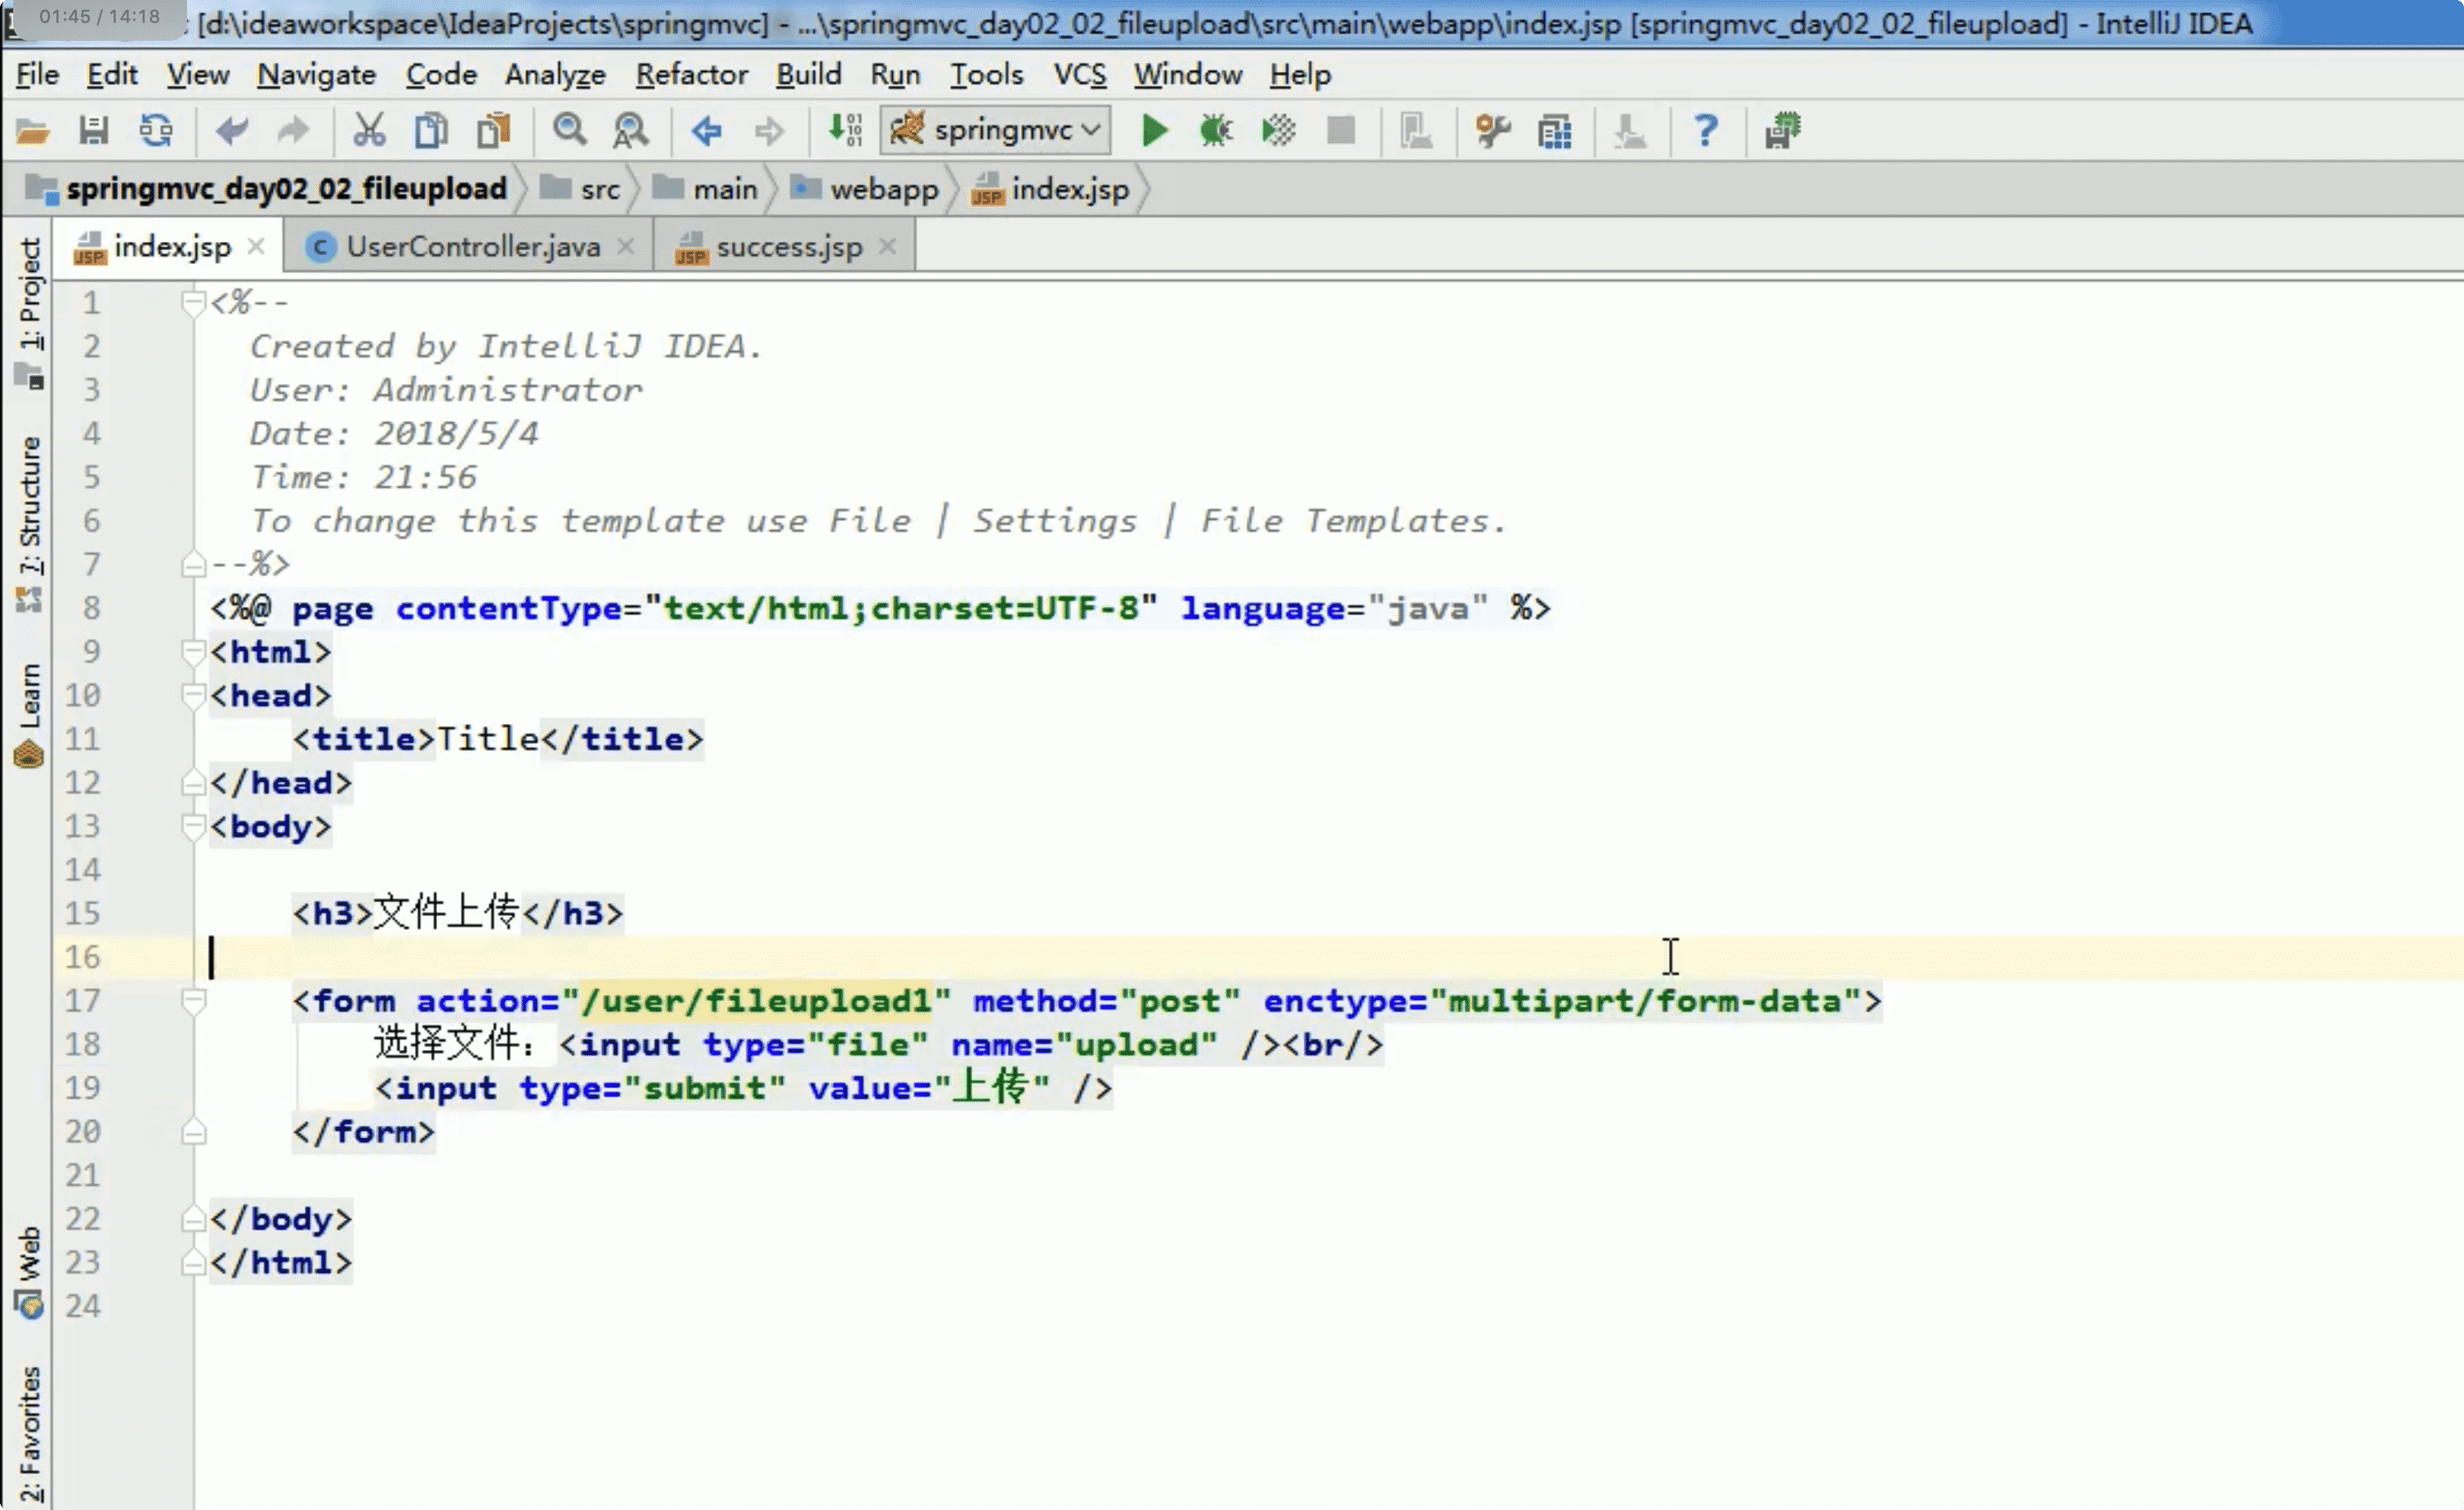 01:45 / 14:18
[d:\ideaworkspace\IdeaProjects\springmvc] - ...\springmvc_day02_02_fileupload\src\main\webapp\index.jsp [springmvc_day02_02_fileupload] - IntelliJ IDEA
File Edit View Navigate Code Analyze Refactor Build Run Tools VCS Window Help
springmvc
springmvc_day02_02_fileupload src main webapp index.jsp
index.jsp UserController.java success.jsp
1: Project
7: Structure
Learn
Web
2: Favorites
1 <%--
2   Created by IntelliJ IDEA.
3   User: Administrator
4   Date: 2018/5/4
5   Time: 21:56
6   To change this template use File | Settings | File Templates.
7 --%>
8 <%@ page contentType="text/html;charset=UTF-8" language="java" %>
9 <html>
10 <head>
11     <title>Title</title>
12 </head>
13 <body>
14
15     <h3>文件上传</h3>
16
17     <form action="/user/fileupload1" method="post" enctype="multipart/form-data">
18         选择文件：<input type="file" name="upload" /><br/>
19         <input type="submit" value="上传" />
20     </form>
21
22 </body>
23 </html>
24